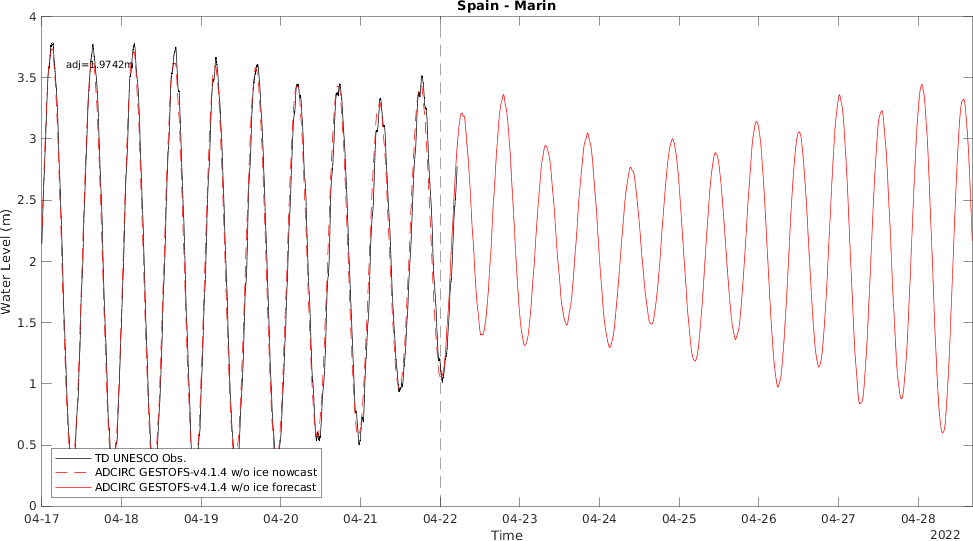 Spain - Marin
4
3.5
3
2.5
2
1.5
1
0.5
0
Water Level (m)
adj=1.9742m
TD UNESCO Obs.
ADCIRC GESTOFS-v4.1.4 w/o ice nowcast
ADCIRC GESTOFS-v4.1.4 w/o ice forecast
04-17 04-18 04-19 04-20 04-21 04-22 04-23 04-24 04-25 04-26 04-27 04-28
Time
2022